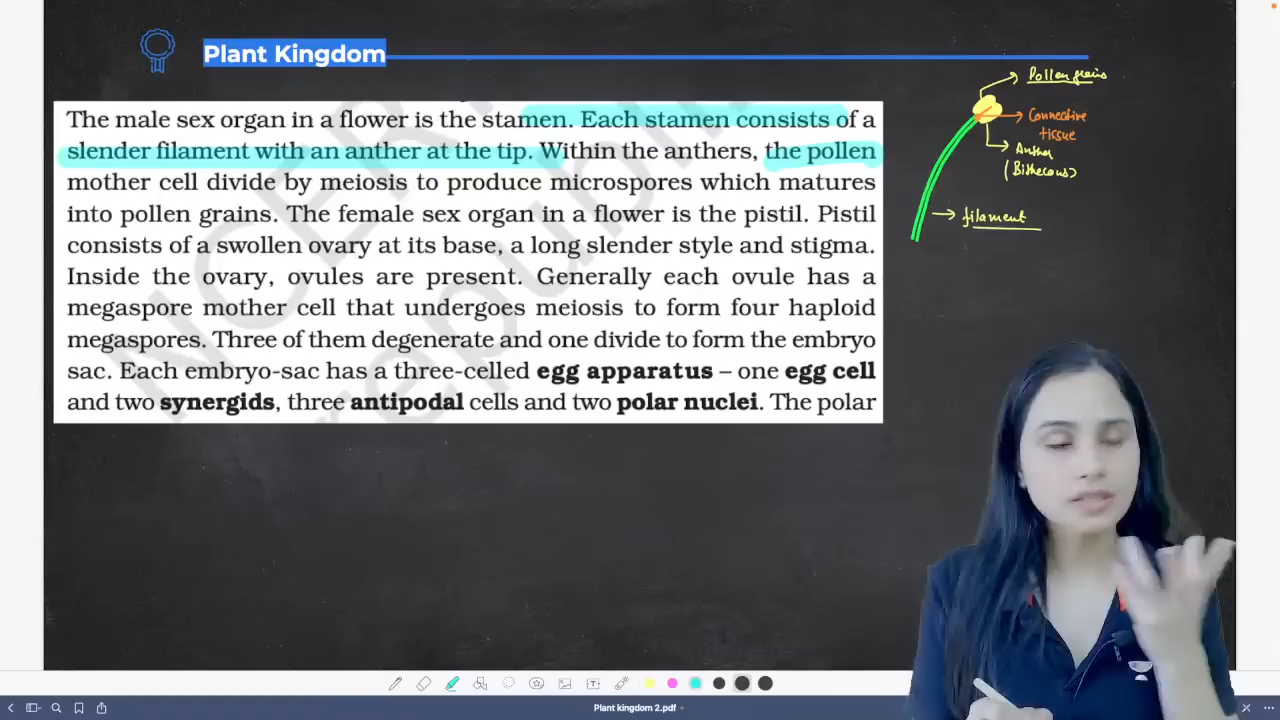 Plant Kingdom
The male sex organ in a flower is the stamen. Each stamen consists of a
slender filament with an anther at the tip. Within the anthers, the pollen
mother cell divide by meiosis to produce microspores which matures
into pollen grains. The female sex organ in a flower is the pistil. Pistil
consists of a swollen ovary at its base, a long slender style and stigma.
Inside the ovary, ovules are present. Generally each ovule has a
megaspore mother cell that undergoes meiosis to form four haploid
megaspores. Three of them degenerate and one divide to form the embryo
sac. Each embryo-sac has a three-celled egg apparatus – one egg cell
and two synergids, three antipodal cells and two polar nuclei. The polar
Pollen grains
Connective
tissue
Anther
(Bithecous)
filament
Plant kingdom 2.pdf